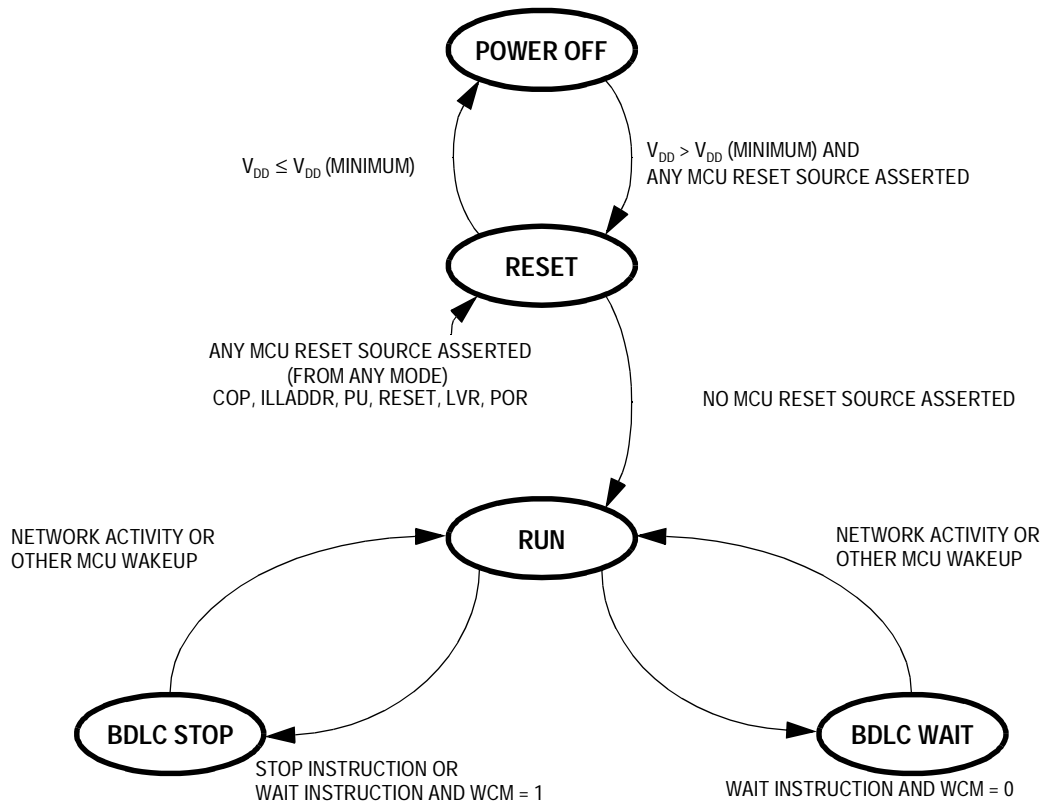 POWER OFF
V_DD ≤ V_DD (MINIMUM)
V_DD > V_DD (MINIMUM) AND
ANY MCU RESET SOURCE ASSERTED
RESET
ANY MCU RESET SOURCE ASSERTED
(FROM ANY MODE)
COP, ILLADDR, PU, RESET, LVR, POR
NO MCU RESET SOURCE ASSERTED
NETWORK ACTIVITY OR
OTHER MCU WAKEUP
RUN
NETWORK ACTIVITY OR
OTHER MCU WAKEUP
BDLC STOP
BDLC WAIT
STOP INSTRUCTION OR
WAIT INSTRUCTION AND WCM = 1
WAIT INSTRUCTION AND WCM = 0